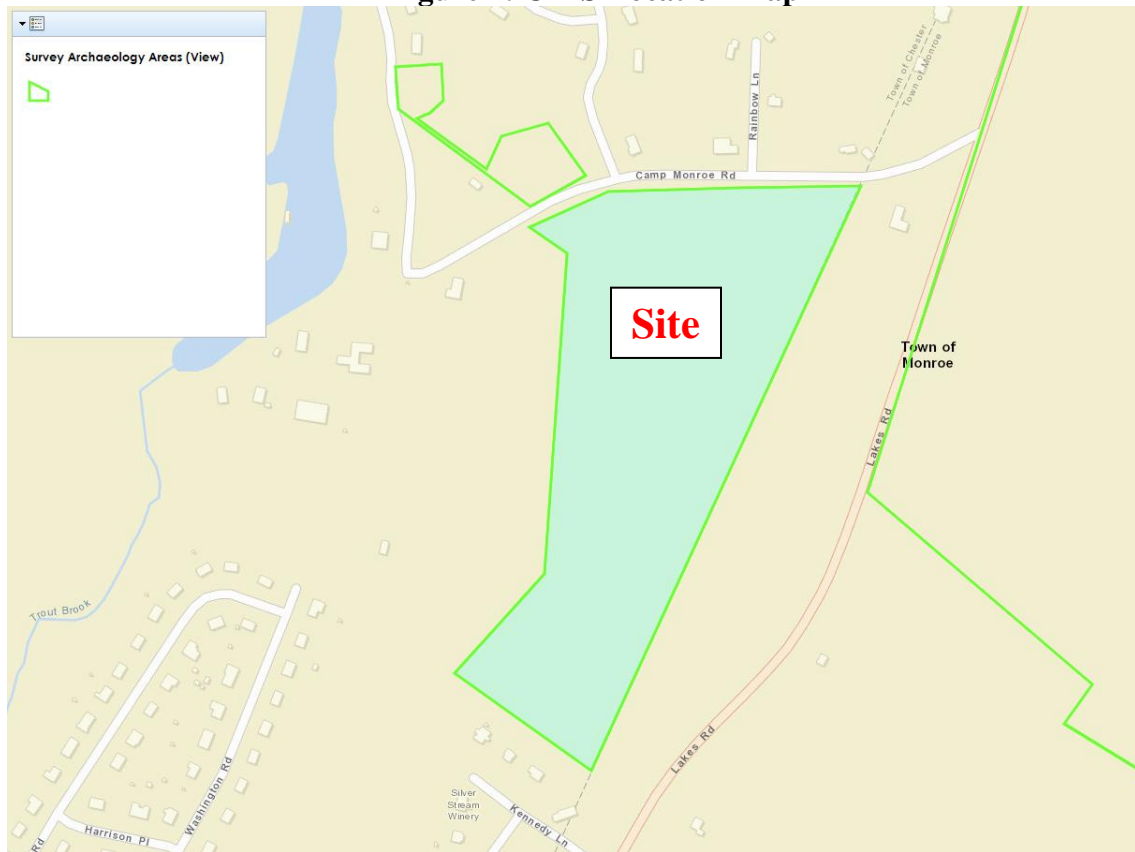 Survey Archaeology Areas (View)
Town of Chester
Town of Monroe
Rainbow Ln
Camp Monroe Rd
Site
Town of
Monroe
Lakes Rd
Trout Brook
Washington Rd
Lakes Rd
Silver
Stream
Winery
Kennedy Ln
Harrison Pl
Rd